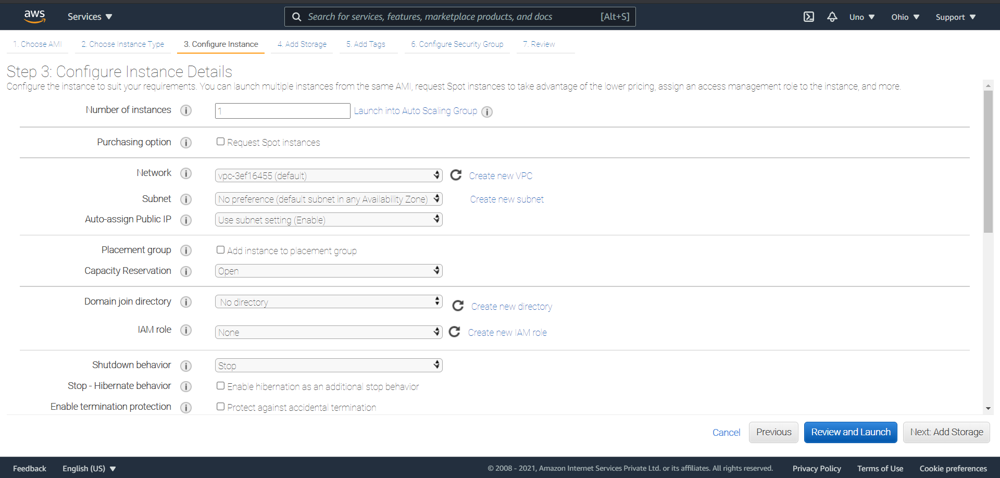 aws Services Search for services, features, marketplace products, and docs [Alt+S] Uno Ohio Support
1. Choose AMI 2. Choose Instance Type 3. Configure Instance 4. Add Storage 5. Add Tags 6. Configure Security Group 7. Review
Step 3: Configure Instance Details
Configure the instance to suit your requirements. You can launch multiple instances from the same AMI, request Spot instances to take advantage of the lower pricing, assign an access management role to the instance, and more.
Number of instances 1 Launch into Auto Scaling Group
Purchasing option Request Spot instances
Network vpc-3ef16455 (default) Create new VPC
Subnet No preference (default subnet in any Availability Zone) Create new subnet
Auto-assign Public IP Use subnet setting (Enable)
Placement group Add instance to placement group
Capacity Reservation Open
Domain join directory No directory Create new directory
IAM role None Create new IAM role
Shutdown behavior Stop
Stop - Hibernate behavior Enable hibernation as an additional stop behavior
Enable termination protection Protect against accidental termination
Cancel Previous Review and Launch Next: Add Storage
Feedback English (US) © 2008 - 2021, Amazon Internet Services Private Ltd. or its affiliates. All rights reserved. Privacy Policy Terms of Use Cookie preferences